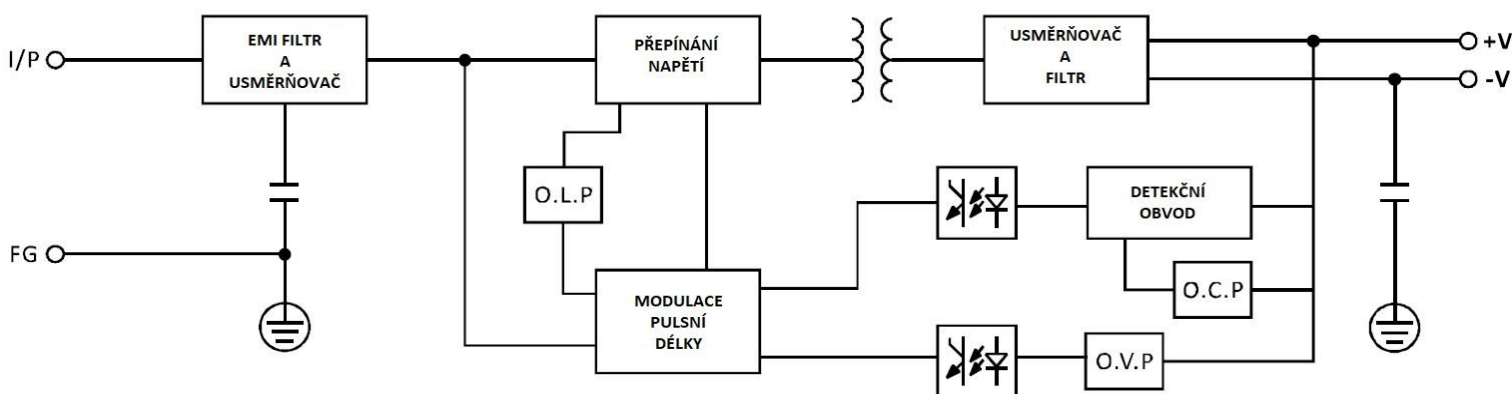 I/P
EMI FILTR
A
USMĚRŇOVAČ
PŘEPÍNÁNÍ
NAPĚTÍ
USMĚRŇOVAČ
A
FILTR
+V
-V
O.L.P
DETEKČNÍ
OBVOD
FG
MODULACE
PULSNÍ
DÉLKY
O.C.P
O.V.P